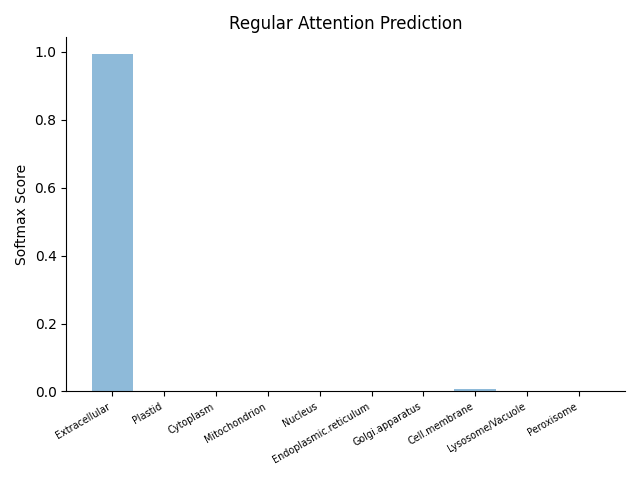 Regular Attention Prediction
Softmax Score
1.0
0.8
0.6
0.4
0.2
0.0
Extracellular
Plastid
Cytoplasm
Mitochondrion
Nucleus
Endoplasmic.reticulum
Golgi.apparatus
Cell.membrane
Lysosome/Vacuole
Peroxisome